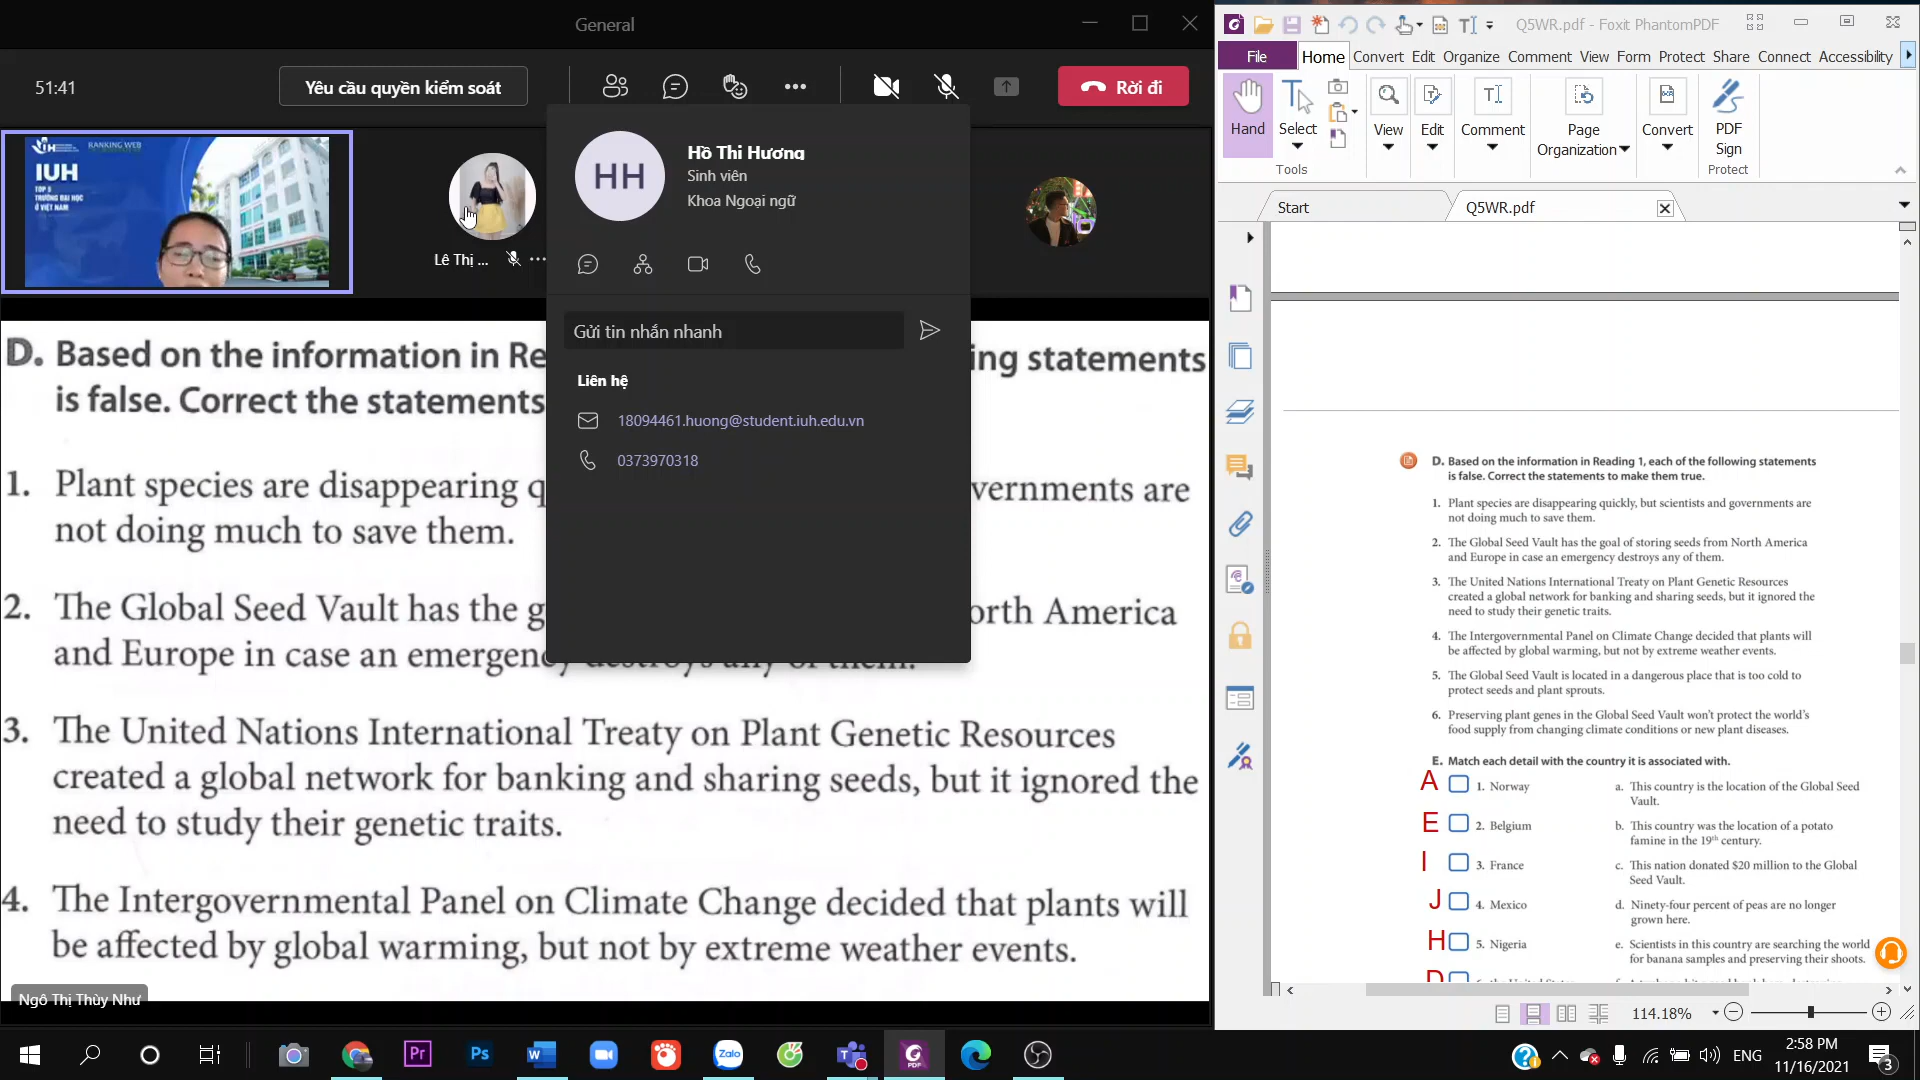 General
51:41
Yêu cầu quyền kiểm soát
Rời đi
IUH
RANKING WEB
IUH
TOP 5
TRƯỜNG ĐẠI HỌC
Ở VIỆT NAM
Lê Thị ...
HH
Hồ Thị Hương
Sinh viên
Khoa Ngoại ngữ
Gửi tin nhắn nhanh
Liên hệ
18094461.huong@student.iuh.edu.vn
0373970318
D. Based on the information in Re
ing statements
is false. Correct the statements
1. Plant species are disappearing q
vernments are
not doing much to save them.
2. The Global Seed Vault has the g
orth America
and Europe in case an emergency destroys any of them.
3. The United Nations International Treaty on Plant Genetic Resources
created a global network for banking and sharing seeds, but it ignored the
need to study their genetic traits.
4. The Intergovernmental Panel on Climate Change decided that plants will
be affected by global warming, but not by extreme weather events.
Ngô Thị Thùy Như
Q5WR.pdf - Foxit PhantomPDF
File Home Convert Edit Organize Comment View Form Protect Share Connect Accessibility
Hand
Select
View
Edit
Comment
Page
Organization
Convert
PDF
Sign
Tools
Protect
Start
Q5WR.pdf
D. Based on the information in Reading 1, each of the following statements
is false. Correct the statements to make them true.
1. Plant species are disappearing quickly, but scientists and governments are
not doing much to save them.
2. The Global Seed Vault has the goal of storing seeds from North America
and Europe in case an emergency destroys any of them.
3. The United Nations International Treaty on Plant Genetic Resources
created a global network for banking and sharing seeds, but it ignored the
need to study their genetic traits.
4. The Intergovernmental Panel on Climate Change decided that plants will
be affected by global warming, but not by extreme weather events.
5. The Global Seed Vault is located in a dangerous place that is too cold to
protect seeds and plant sprouts.
6. Preserving plant genes in the Global Seed Vault won't protect the world's
food supply from changing climate conditions or new plant diseases.
E. Match each detail with the country it is associated with.
A 1. Norway
a. This country is the location of the Global Seed
Vault.
E 2. Belgium
b. This country was the location of a potato
famine in the 19th century.
I 3. France
c. This nation donated $20 million to the Global
Seed Vault.
J 4. Mexico
d. Ninety-four percent of peas are no longer
grown here.
H 5. Nigeria
e. Scientists in this country are searching the world
for banana samples and preserving their shoots.
D
114.18%
Pr
Ps
Zalo
PDF
ENG
2:58 PM
11/16/2021
3